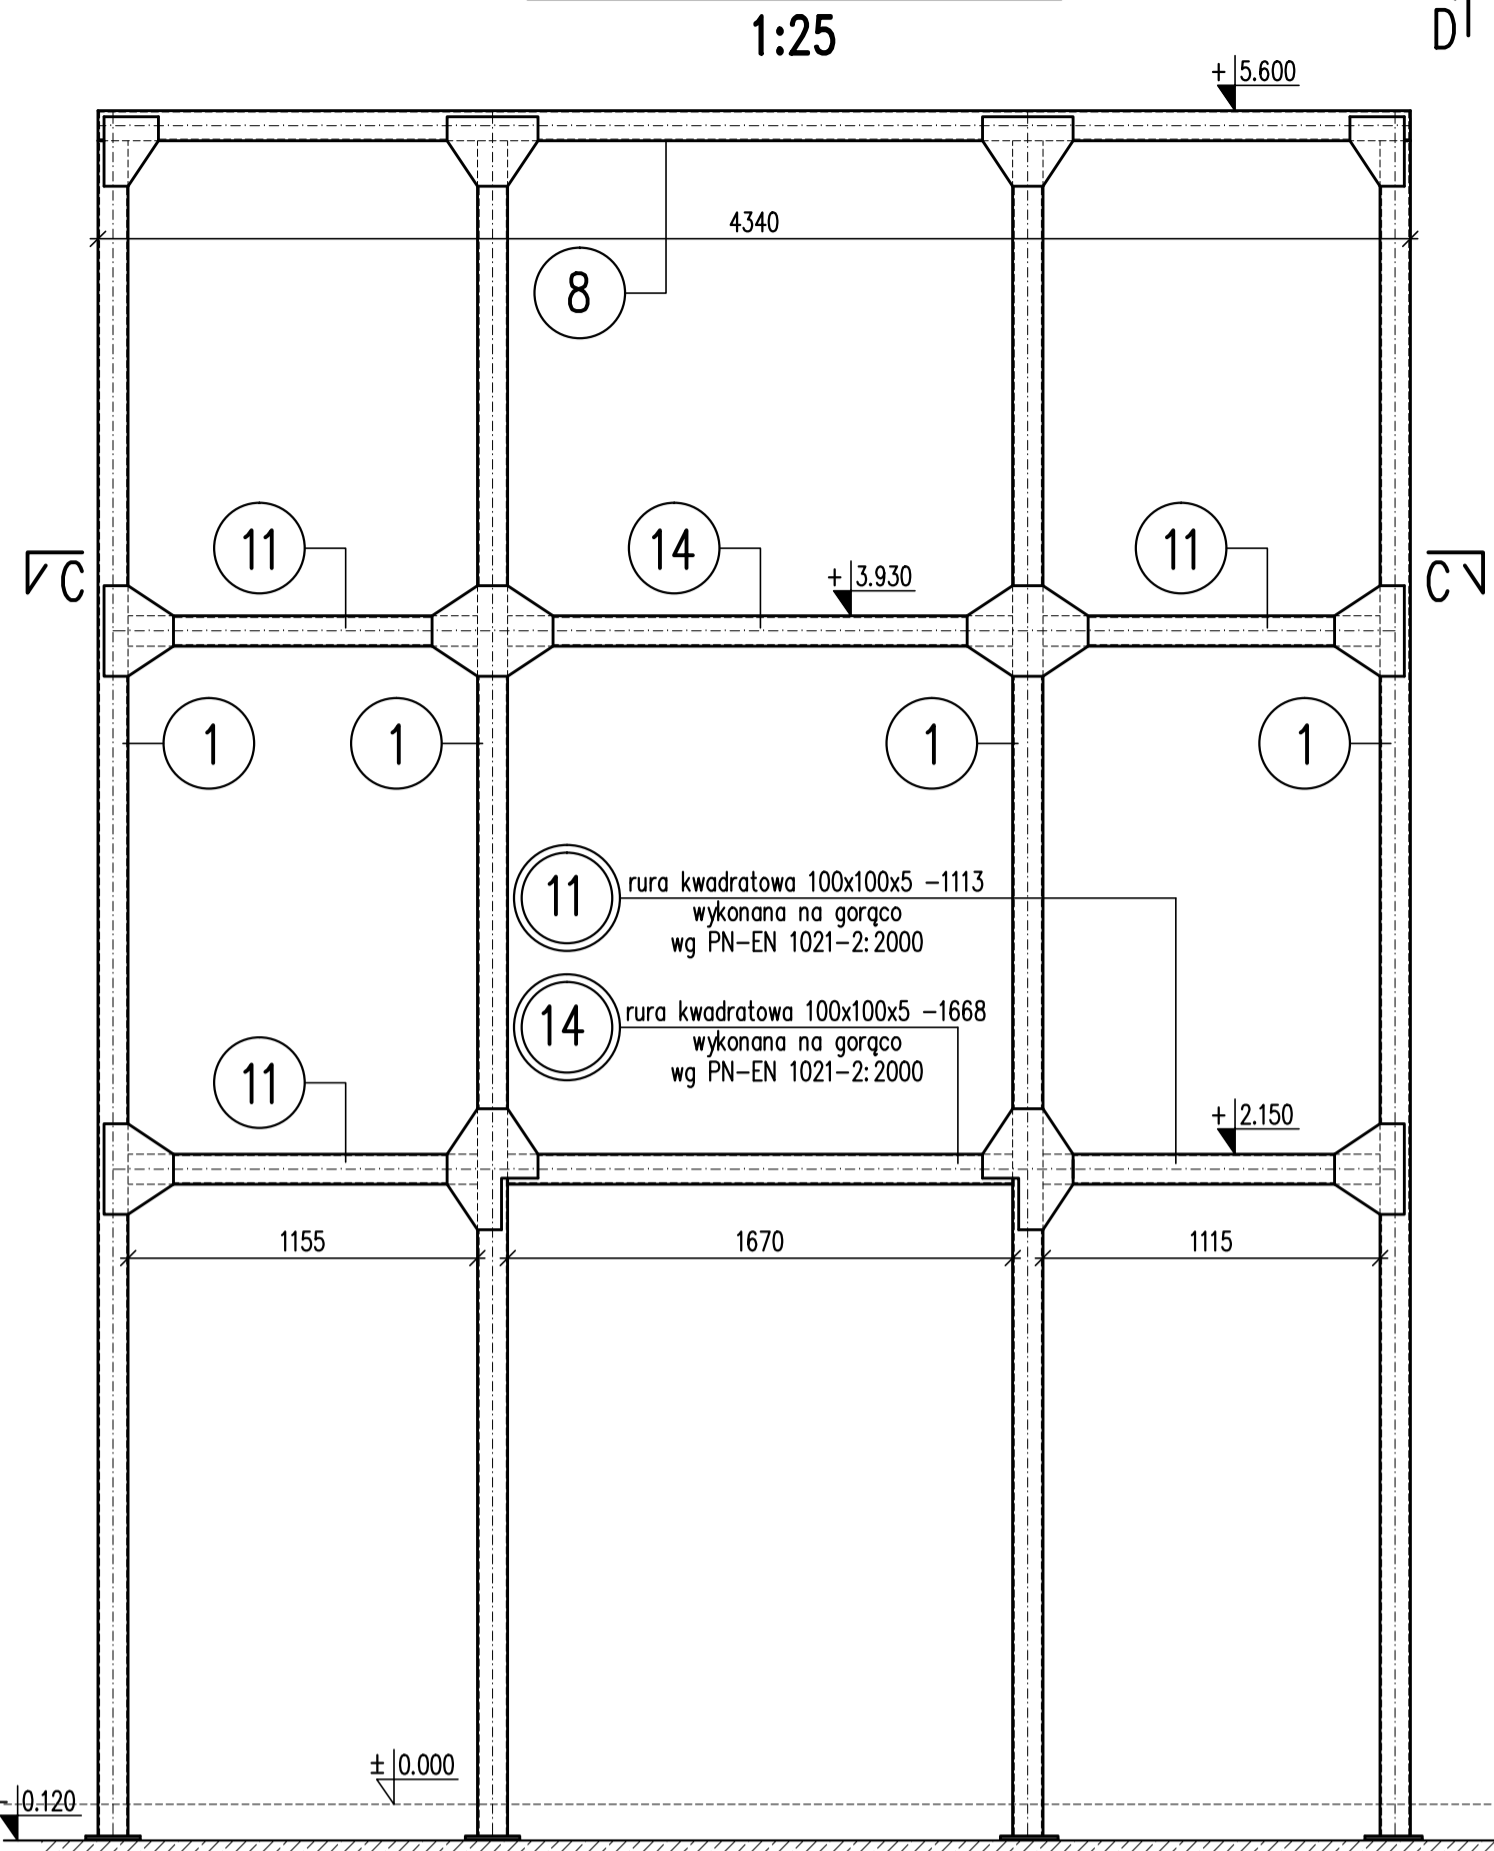 1:25
D
+ 5.600
4340
8
11
14
11
+ 3.930
C
C
1
1
1
1
11
rura kwadratowa 100x100x5 -1113
wykonana na gorąco
wg PN-EN 1021-2:2000
14
rura kwadratowa 100x100x5 -1668
wykonana na gorąco
wg PN-EN 1021-2:2000
11
+ 2.150
1155
1670
1115
± 0.000
- 0.120